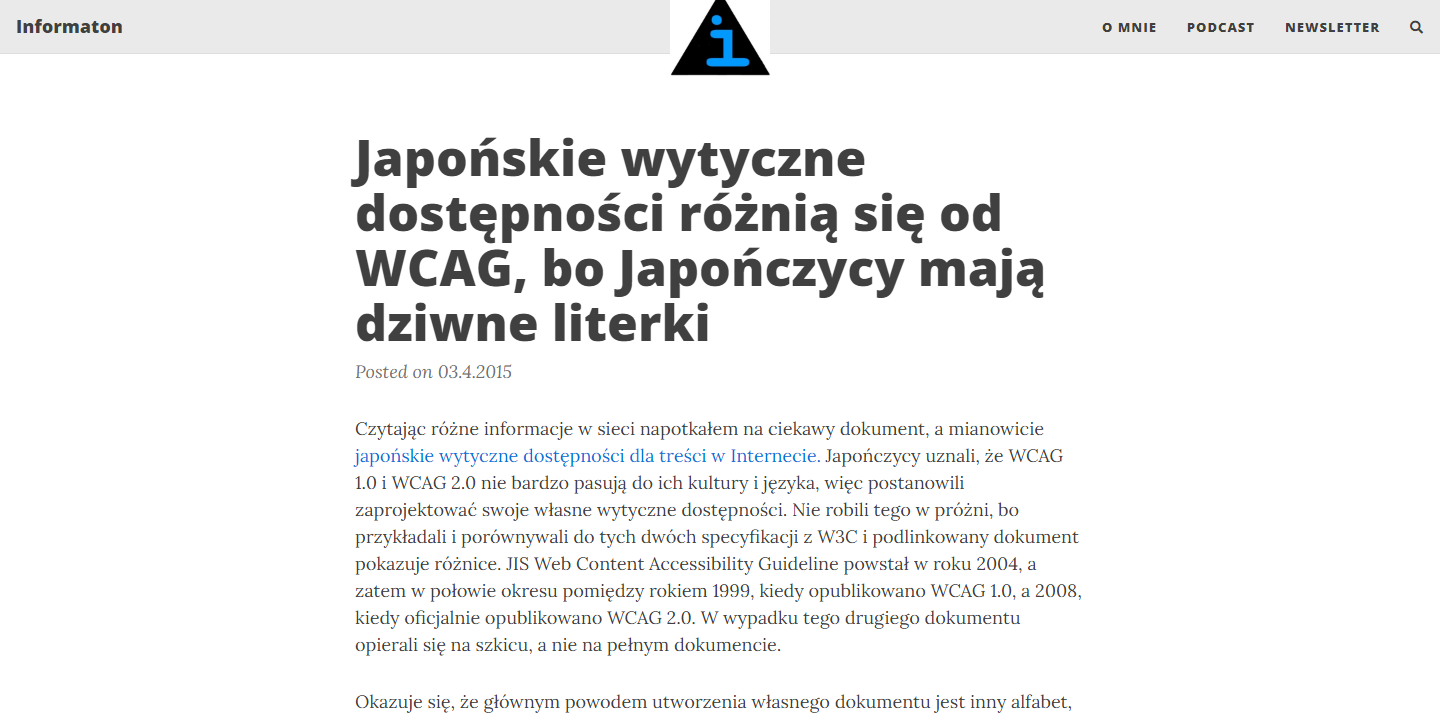 Informaton
i
O MNIE
PODCAST
NEWSLETTER
Japońskie wytyczne
dostępności różnią się od
WCAG, bo Japończycy mają
dziwne literki
Posted on 03.4.2015
Czytając różne informacje w sieci napotkałem na ciekawy dokument, a mianowicie
japońskie wytyczne dostępności dla treści w Internecie. Japończycy uznali, że WCAG
1.0 i WCAG 2.0 nie bardzo pasują do ich kultury i języka, więc postanowili
zaprojektować swoje własne wytyczne dostępności. Nie robili tego w próżni, bo
przykładali i porównywali do tych dwóch specyfikacji z W3C i podlinkowany dokument
pokazuje różnice. JIS Web Content Accessibility Guideline powstał w roku 2004, a
zatem w połowie okresu pomiędzy rokiem 1999, kiedy opublikowano WCAG 1.0, a 2008,
kiedy oficjalnie opublikowano WCAG 2.0. W wypadku tego drugiego dokumentu
opierali się na szkicu, a nie na pełnym dokumencie.
Okazuje się, że głównym powodem utworzenia własnego dokumentu jest inny alfabet,